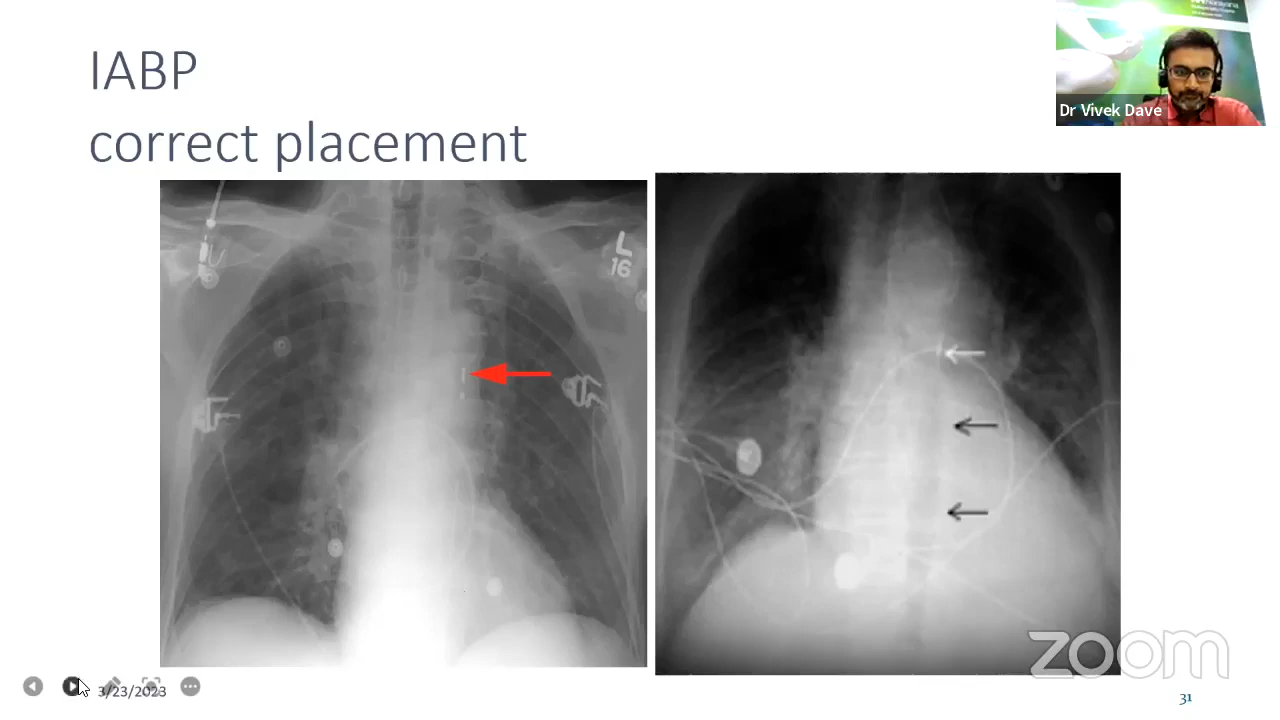 IABP
correct placement
Dr Vivek Dave
L
16
zoom
3/23/2023
31